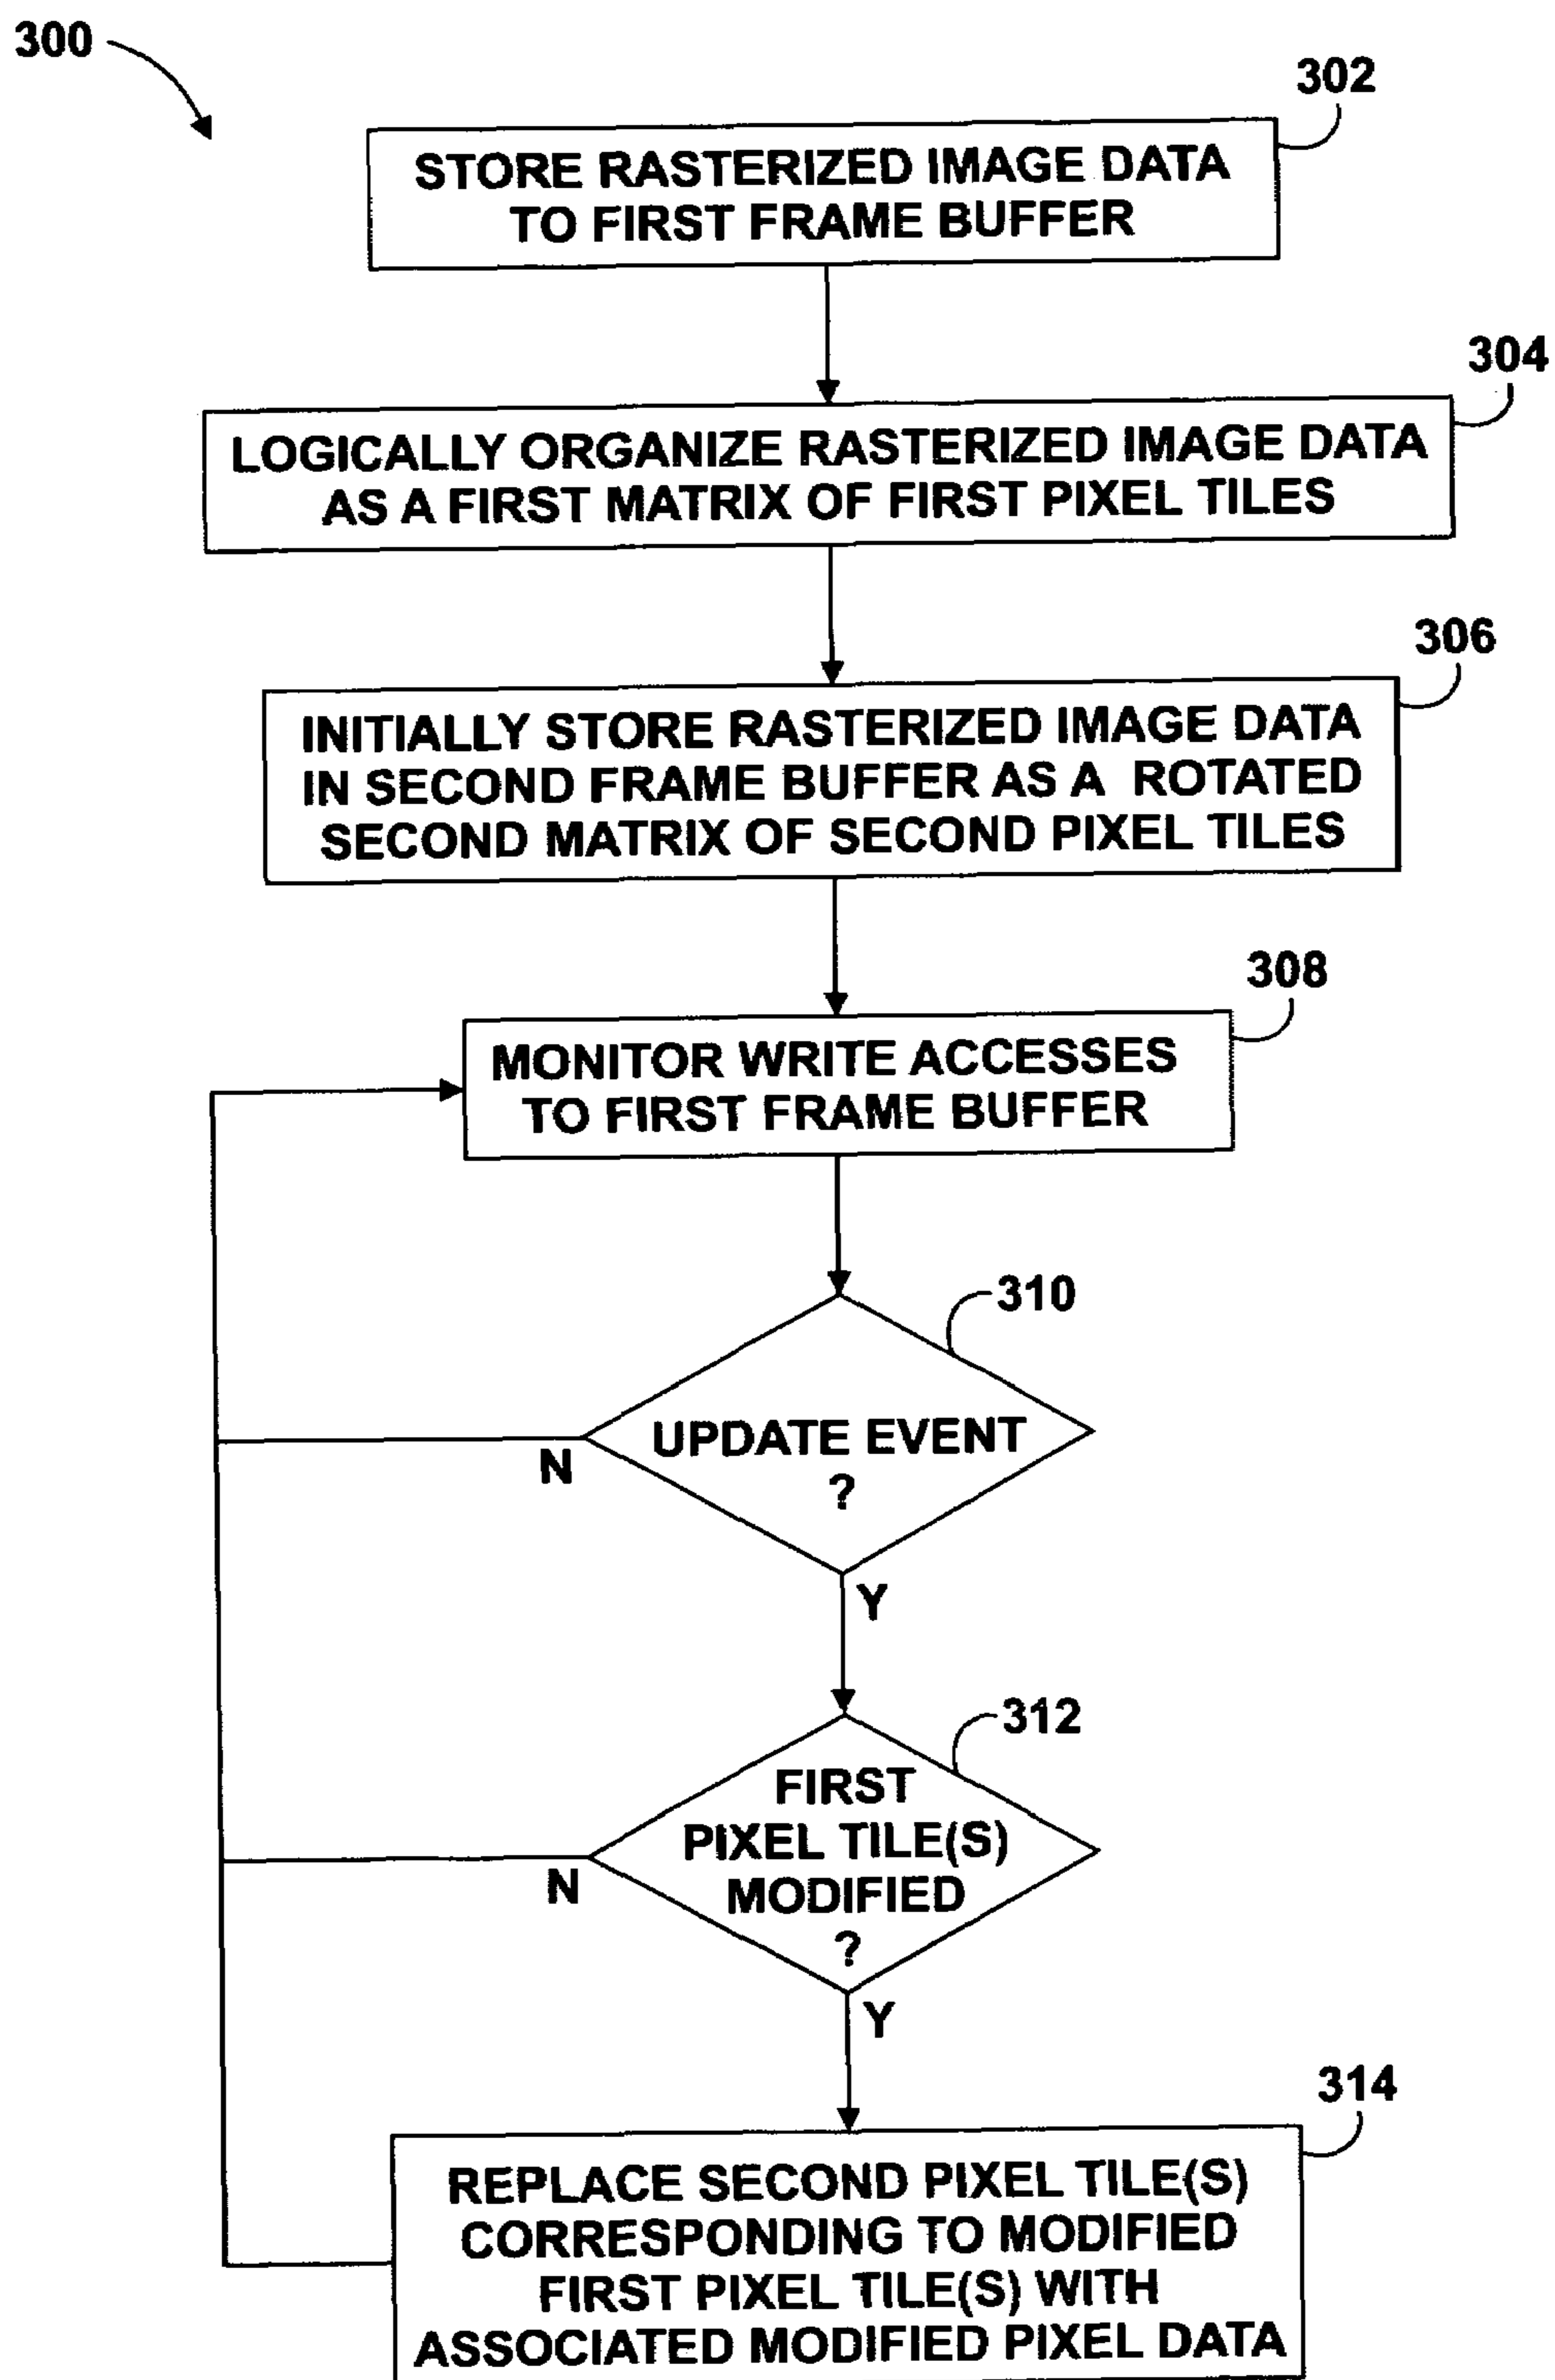 300
302
STORE RASTERIZED IMAGE DATA
TO FIRST FRAME BUFFER
304
LOGICALLY ORGANIZE RASTERIZED IMAGE DATA
AS A FIRST MATRIX OF FIRST PIXEL TILES
306
INITIALLY STORE RASTERIZED IMAGE DATA
IN SECOND FRAME BUFFER AS A ROTATED
SECOND MATRIX OF SECOND PIXEL TILES
308
MONITOR WRITE ACCESSES
TO FIRST FRAME BUFFER
310
UPDATE EVENT
?
N
Y
312
FIRST
PIXEL TILE(S)
MODIFIED
?
N
Y
314
REPLACE SECOND PIXEL TILE(S)
CORRESPONDING TO MODIFIED
FIRST PIXEL TILE(S) WITH
ASSOCIATED MODIFIED PIXEL DATA